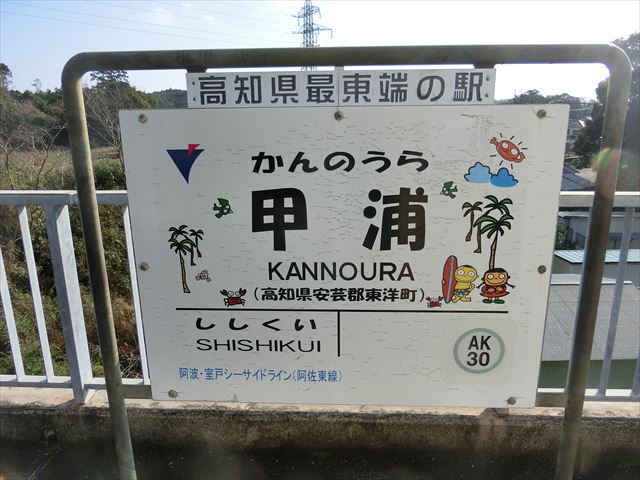 高知県最東端の駅
かんのうら
甲浦
KANNOURA
(高知県安芸郡東洋町)
ししくい
SHISHIKUI
AK
30
阿波・室戸シーサイドライン(阿佐東線)